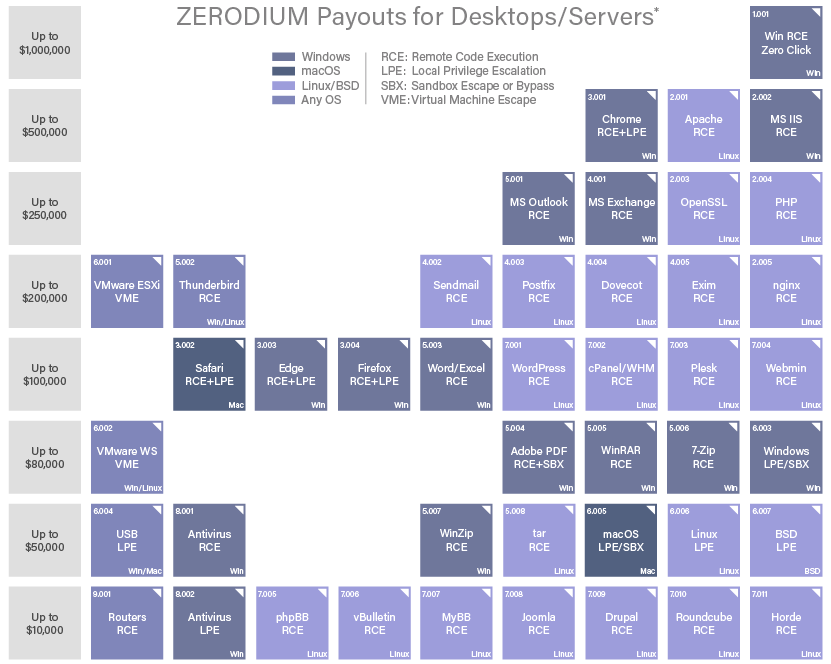 ZERODIUM Payouts for Desktops/Servers*
Windows
macOS
Linux/BSD
Any OS
RCE: Remote Code Execution
LPE: Local Privilege Escalation
SBX: Sandbox Escape or Bypass
VME: Virtual Machine Escape
Up to
$1,000,000
1.001
Win RCE
Zero Click
Win
Up to
$500,000
3.001
Chrome
RCE+LPE
Win
2.001
Apache
RCE
Linux
2.002
MS IIS
RCE
Win
Up to
$250,000
5.001
MS Outlook
RCE
Win
4.001
MS Exchange
RCE
Win
2.003
OpenSSL
RCE
Linux
2.004
PHP
RCE
Linux
Up to
$200,000
6.001
VMware ESXi
VME
5.002
Thunderbird
RCE
Win/Linux
4.002
Sendmail
RCE
Linux
4.003
Postfix
RCE
Linux
4.004
Dovecot
RCE
Linux
4.005
Exim
RCE
Linux
2.005
nginx
RCE
Linux
Up to
$100,000
3.002
Safari
RCE+LPE
Mac
3.003
Edge
RCE+LPE
Win
3.004
Firefox
RCE+LPE
Win
5.003
Word/Excel
RCE
Win
7.001
WordPress
RCE
Linux
7.002
cPanel/WHM
RCE
Linux
7.003
Plesk
RCE
Linux
7.004
Webmin
RCE
Linux
Up to
$80,000
6.002
VMware WS
VME
Win/Linux
5.004
Adobe PDF
RCE+SBX
Win
5.005
WinRAR
RCE
Win
5.006
7-Zip
RCE
Win
6.003
Windows
LPE/SBX
Win
Up to
$50,000
6.004
USB
LPE
Win/Mac
8.001
Antivirus
RCE
Win
5.007
WinZip
RCE
Win
5.008
tar
RCE
Linux
6.005
macOS
LPE/SBX
Mac
6.006
Linux
LPE
Linux
6.007
BSD
LPE
BSD
Up to
$10,000
9.001
Routers
RCE
8.002
Antivirus
LPE
Win
7.005
phpBB
RCE
Linux
7.006
vBulletin
RCE
Linux
7.007
MyBB
RCE
Linux
7.008
Joomla
RCE
Linux
7.009
Drupal
RCE
Linux
7.010
Roundcube
RCE
Linux
7.011
Horde
RCE
Linux